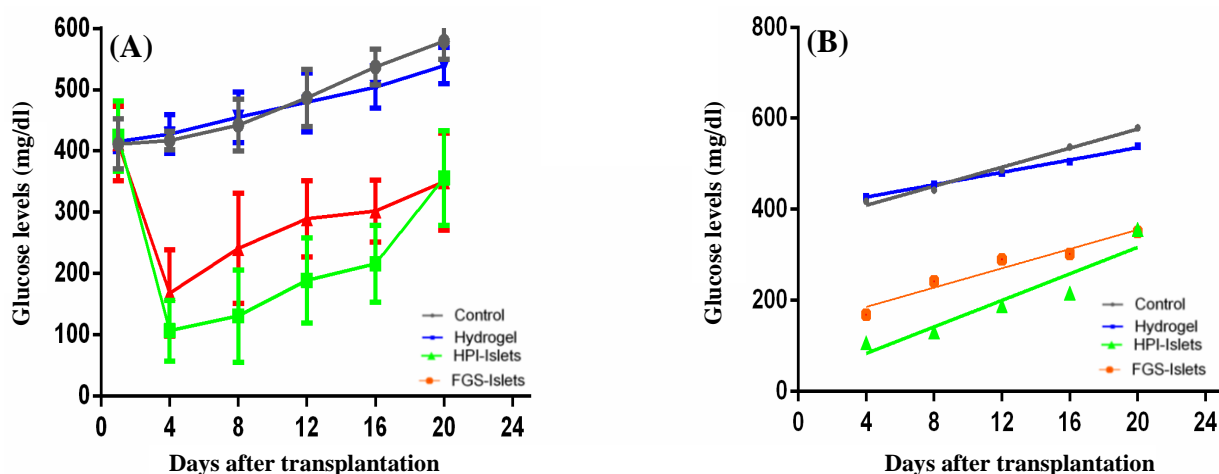 (A)
Glucose levels (mg/dl)
600
500
400
300
200
100
0
0 4 8 12 16 20 24
Days after transplantation
Control
Hydrogel
HPI-Islets
FGS-Islets
(B)
Glucose levels (mg/dl)
800
600
400
200
0
0 4 8 12 16 20 24
Days after transplantation
Control
Hydrogel
HPI-Islets
FGS-Islets